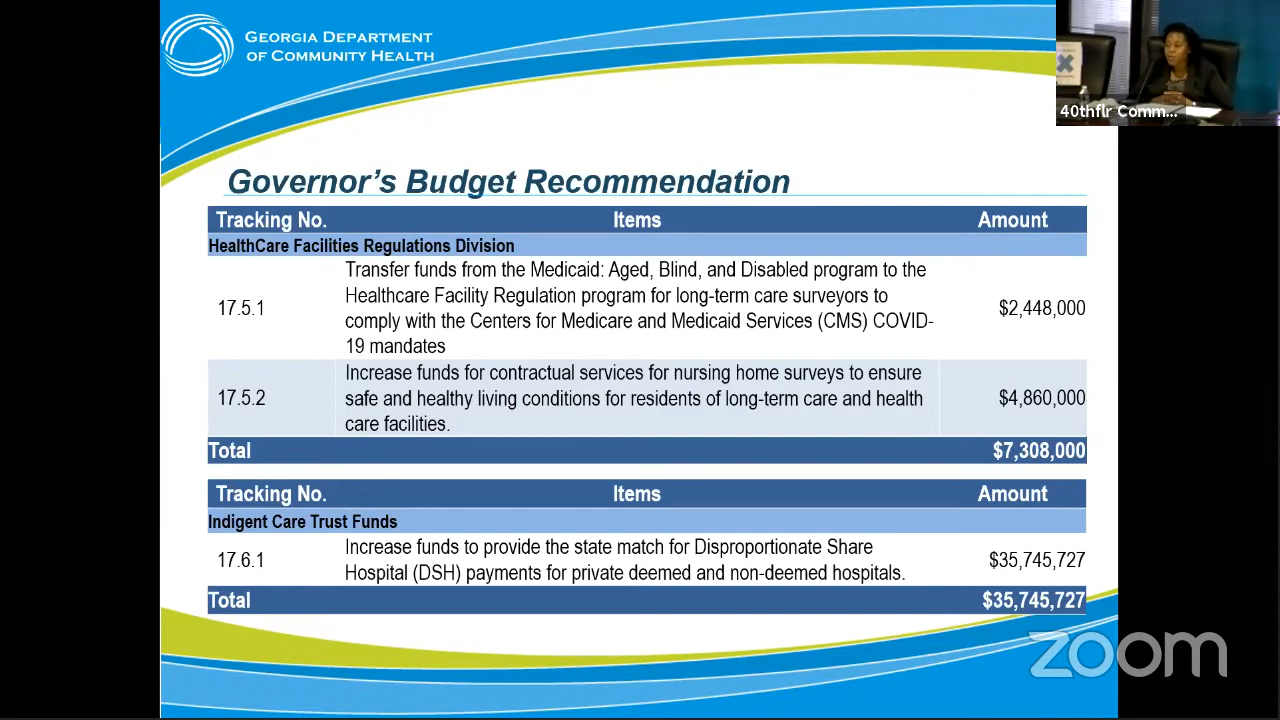 GEORGIA DEPARTMENT
OF COMMUNITY HEALTH
40thflr Comm...
Governor's Budget Recommendation
Tracking No. Items Amount
HealthCare Facilities Regulations Division
17.5.1 Transfer funds from the Medicaid: Aged, Blind, and Disabled program to the
Healthcare Facility Regulation program for long-term care surveyors to
comply with the Centers for Medicare and Medicaid Services (CMS) COVID-
19 mandates $2,448,000
17.5.2 Increase funds for contractual services for nursing home surveys to ensure
safe and healthy living conditions for residents of long-term care and health
care facilities. $4,860,000
Total $7,308,000
Tracking No. Items Amount
Indigent Care Trust Funds
17.6.1 Increase funds to provide the state match for Disproportionate Share
Hospital (DSH) payments for private deemed and non-deemed hospitals. $35,745,727
Total $35,745,727
zoom